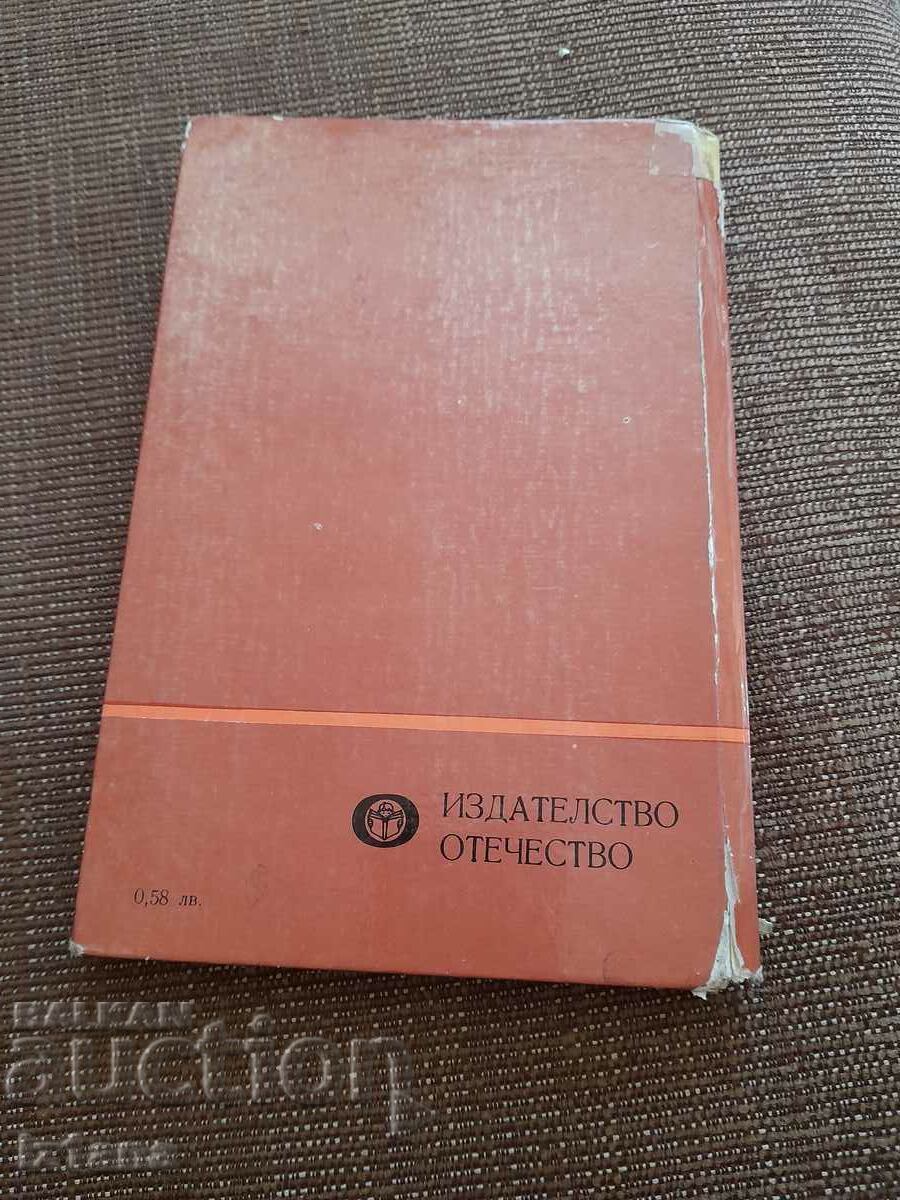 ИЗДАТЕЛСТВО
ОТЕЧЕСТВО
0,58 лв.
BALKAN
auction